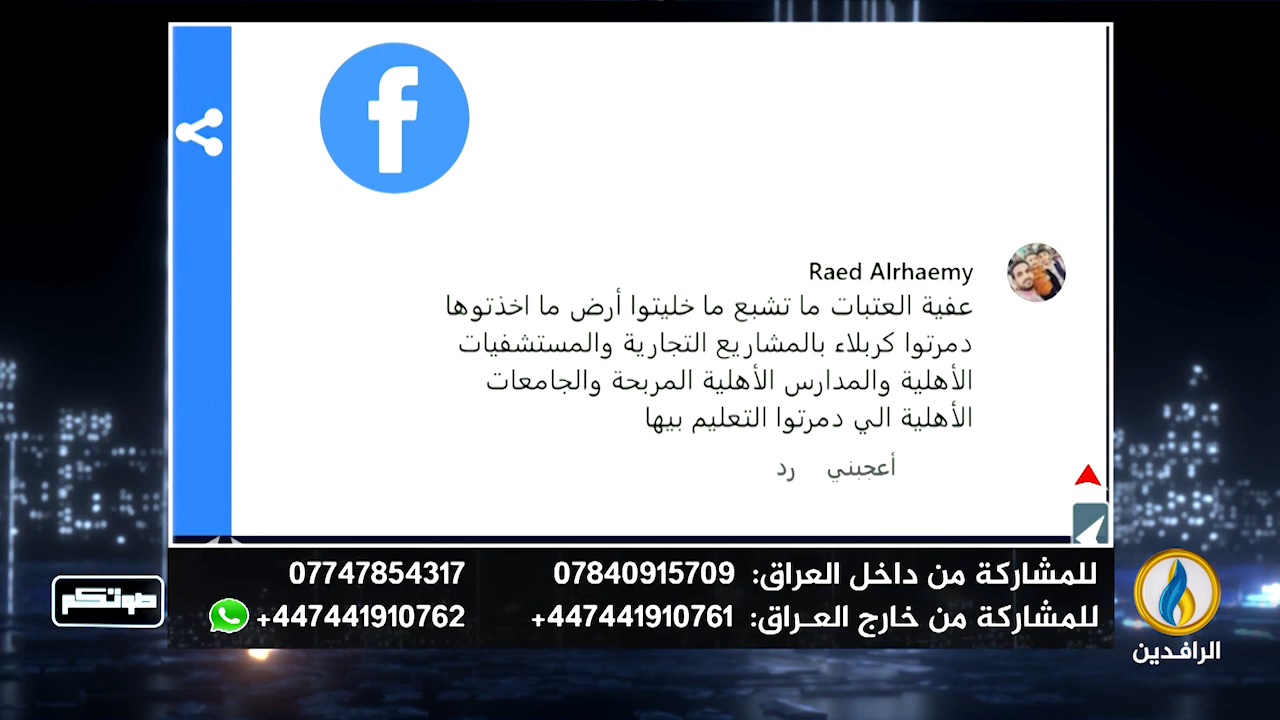 Raed Alrhaemy
عفية العتبات ما تشبع ما خليتوا أرض ما اخذتوها
دمرتوا كربلاء بالمشاريع التجارية والمستشفيات
الأهلية والمدارس الأهلية المربحة والجامعات
الأهلية الي دمرتوا التعليم بيها
أعجبني رد
للمشاركة من داخل العراق: 07840915709 07747854317
للمشاركة من خارج العـراق: +447441910761 +447441910762
صوتكم
الرافدين